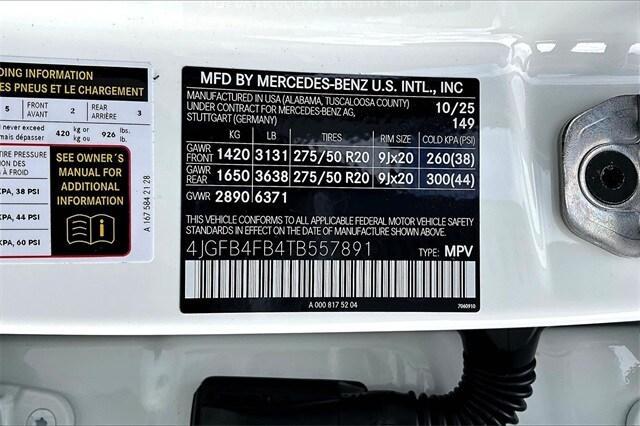 DING INFORMATION
ES PNEUS ET LE CHARGEMENT
5 FRONT AVANT 2 REAR ARRIÈRE 3
never exceed
dépasser 420 kg or kg ou 926 lbs. lb.
TIRE PRESSURE
DES PNEUS
À FROID
KPA, 38 PSI
KPA, 44 PSI
KPA, 60 PSI
SEE OWNER'S
MANUAL FOR
ADDITIONAL
INFORMATION
A 167 584 21 28
MFD BY MERCEDES-BENZ U.S. INTL., INC
MANUFACTURED IN USA (ALABAMA, TUSCALOOSA COUNTY)
UNDER CONTRACT FOR MERCEDES-BENZ AG,
STUTTGART (GERMANY)
10/25
149
KG LB TIRES RIM SIZE COLD KPA (PSI)
GAWR FRONT 1420 3131 275/50 R20 9Jx20 260(38)
GAWR REAR 1650 3638 275/50 R20 9Jx20 300(44)
GVWR 2890 6371
THIS VEHICLE CONFORMS TO ALL APPLICABLE FEDERAL MOTOR VEHICLE SAFETY
STANDARDS IN EFFECT ON THE DATE OF MANUFACTURE SHOWN ABOVE.
4JGFB4FB4TB557891 TYPE: MPV
A 000 817 52 04
7060910